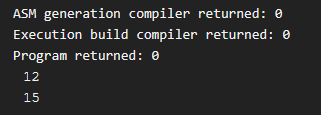 ASM generation compiler returned: 0
Execution build compiler returned: 0
Program returned: 0
12
15